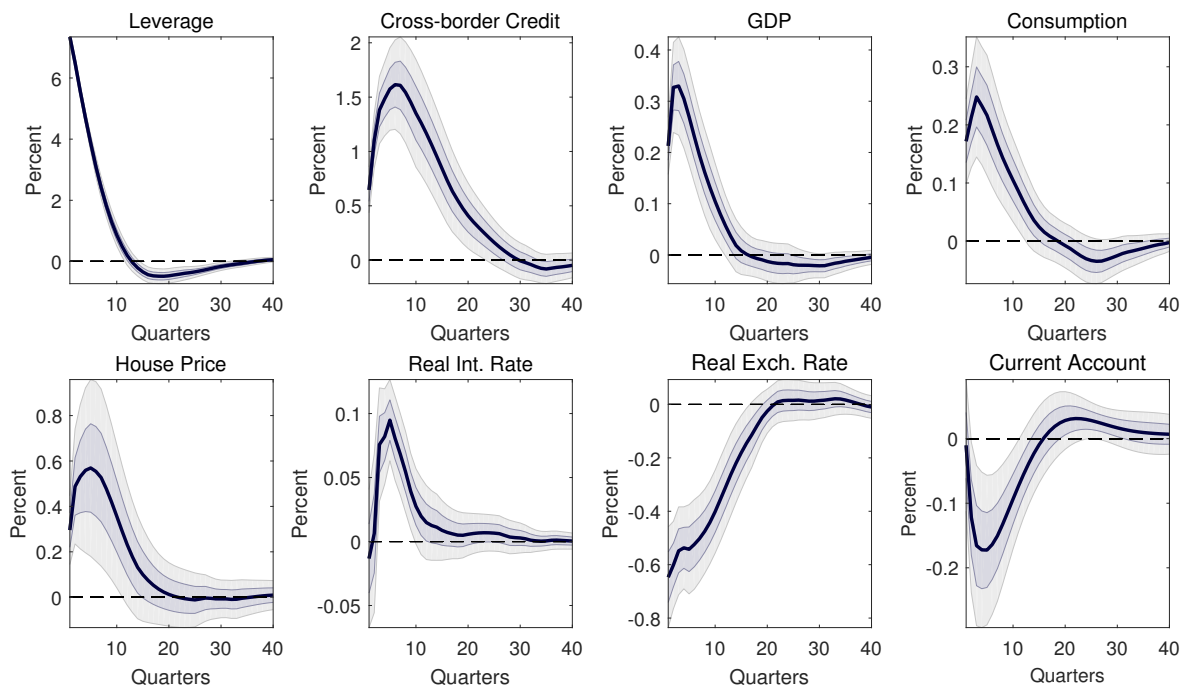 Leverage
Percent
6
4
2
0
10 20 30 40
Quarters
Cross-border Credit
Percent
2
1.5
1
0.5
0
10 20 30 40
Quarters
GDP
Percent
0.4
0.3
0.2
0.1
0
10 20 30 40
Quarters
Consumption
Percent
0.3
0.2
0.1
0
10 20 30 40
Quarters
House Price
Percent
0.8
0.6
0.4
0.2
0
10 20 30 40
Quarters
Real Int. Rate
Percent
0.1
0.05
0
-0.05
10 20 30 40
Quarters
Real Exch. Rate
Percent
0
-0.2
-0.4
-0.6
-0.8
10 20 30 40
Quarters
Current Account
Percent
0
-0.1
-0.2
10 20 30 40
Quarters